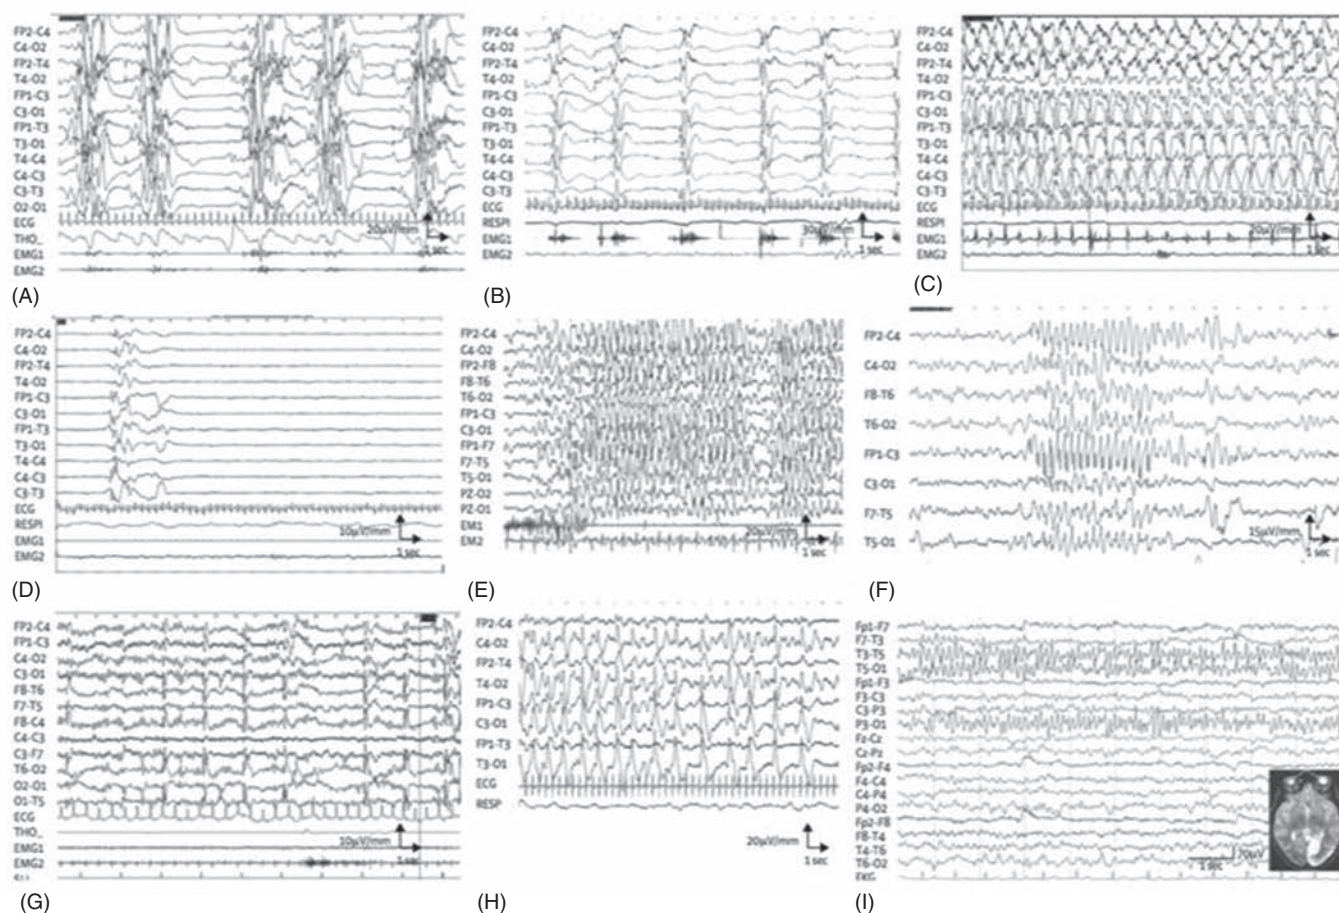 FP2-C4
C4-O2
FP2-T4
T4-O2
FP1-C3
C3-O1
FP1-T3
T3-O1
T4-C4
C4-C3
C3-T3
O2-O1
ECG
THO_
EMG1
EMG2
20µV/mm
1 sec
(A)
FP2-C4
C4-O2
FP2-T4
T4-O2
FP1-C3
C3-O1
FP1-T3
T3-O1
T4-C4
C4-C3
C3-T3
ECG
RESPI
EMG1
EMG2
30µV/mm
1 sec
(B)
FP2-C4
C4-O2
FP2-T4
T4-O2
FP1-C3
C3-O1
FP1-T3
T3-O1
T4-C4
C4-C3
C3-T3
ECG
RESPI
EMG1
EMG2
20µV/mm
1 sec
(C)
FP2-C4
C4-O2
FP2-T4
T4-O2
FP1-C3
C3-O1
FP1-T3
T3-O1
T4-C4
C4-C3
C3-T3
ECG
RESPI
EMG1
EMG2
10µV/mm
1 sec
(D)
FP2-C4
C4-O2
FP2-F8
F8-T6
T6-O2
FP1-C3
C3-O1
FP1-F7
F7-T5
T5-O1
PZ-O2
PZ-O1
EM1
EM2
20µV/mm
1 sec
(E)
FP2-C4
C4-O2
F8-T6
T6-O2
FP1-C3
C3-O1
F7-T5
T5-O1
15µV/mm
1 sec
(F)
FP2-C4
FP1-C3
C4-O2
C3-O1
F8-T6
F7-T5
F8-C4
C4-C3
C3-F7
T6-O2
O2-O1
O1-T5
ECG
THO_
EMG1
EMG2
10µV/mm
1 sec
(G)
FP2-C4
C4-O2
FP2-T4
T4-O2
FP1-C3
C3-O1
FP1-T3
T3-O1
ECG
RESP
20µV/mm
1 sec
(H)
Fp1-F7
F7-T3
T3-T5
T5-O1
Fp1-F3
F3-C3
C3-P3
P3-O1
Fz-Cz
Cz-Pz
Fp2-F4
F4-C4
C4-P4
P4-O2
Fp2-F8
F8-T4
T4-T6
T6-O2
EKG
70µV
1 sec
(I)